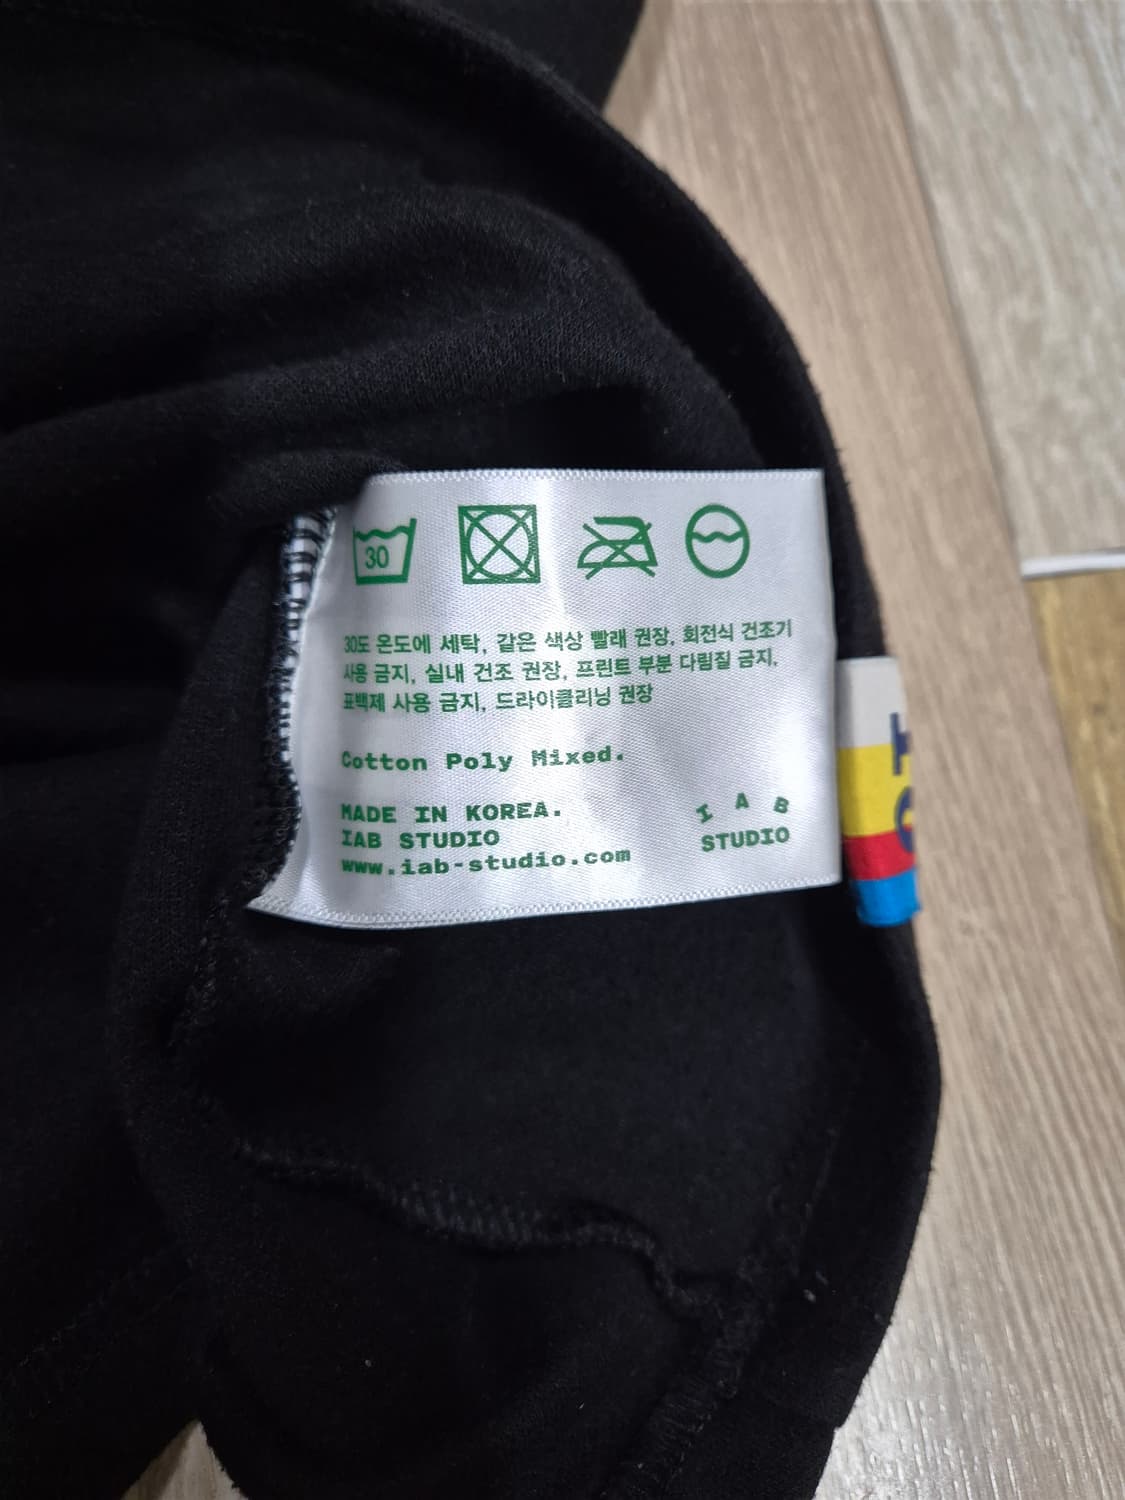 30
30도 온도에 세탁, 같은 색상 빨래 권장, 회전식 건조기
사용 금지, 실내 건조 권장, 프린트 부분 다림질 금지,
표백제 사용 금지, 드라이클리닝 권장
Cotton Poly Mixed.
MADE IN KOREA.
IAB STUDIO
www.iab-studio.com
I A B
STUDIO